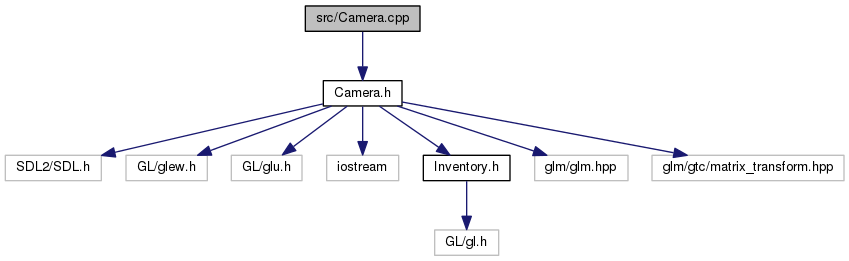 src/Camera.cpp
Camera.h
SDL2/SDL.h
GL/glew.h
GL/glu.h
iostream
Inventory.h
glm/glm.hpp
glm/gtc/matrix_transform.hpp
GL/gl.h